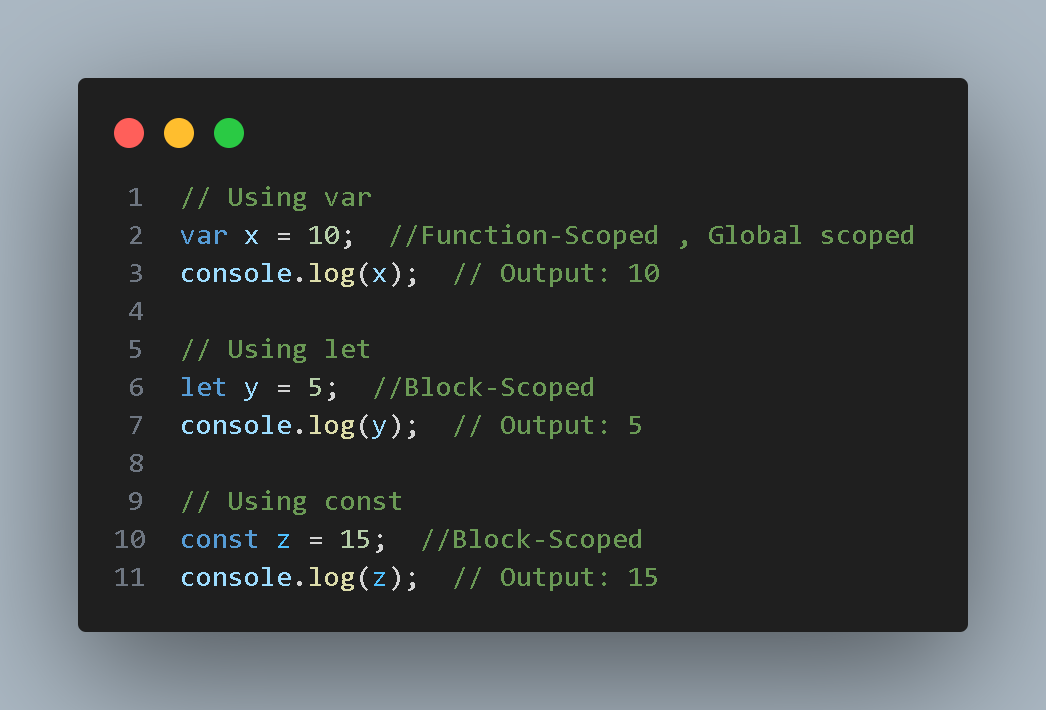 1 // Using var
2 var x = 10;  //Function-Scoped , Global scoped
3 console.log(x);  // Output: 10
4
5 // Using let
6 let y = 5;  //Block-Scoped
7 console.log(y);  // Output: 5
8
9 // Using const
10 const z = 15;  //Block-Scoped
11 console.log(z);  // Output: 15